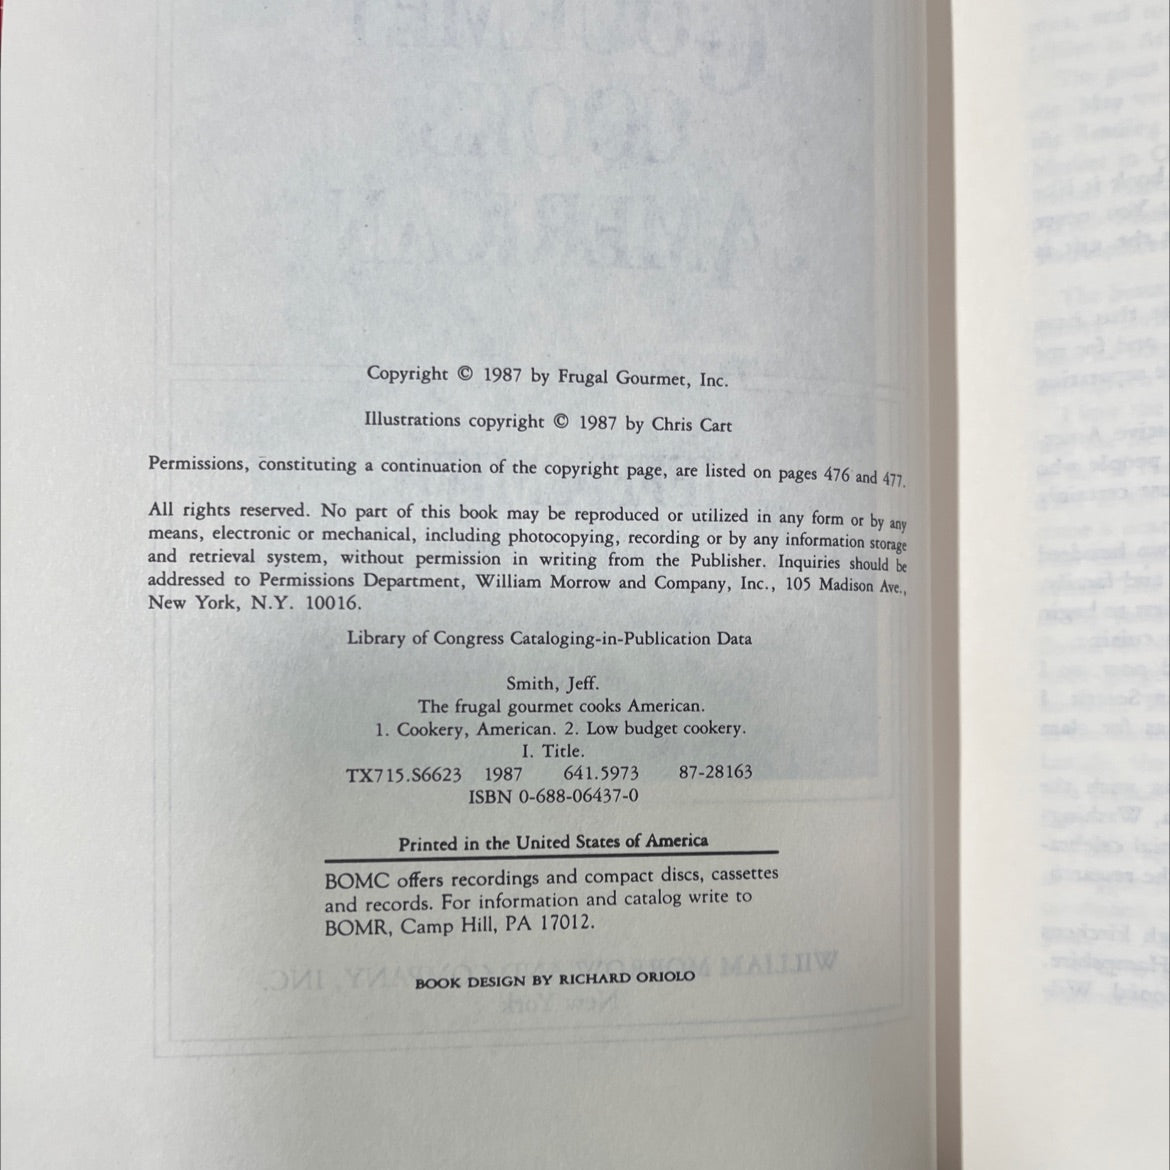 Copyright © 1987 by Frugal Gourmet, Inc.
Illustrations copyright © 1987 by Chris Cart
Permissions, constituting a continuation of the copyright page, are listed on pages 476 and 477.
All rights reserved. No part of this book may be reproduced or utilized in any form or by any
means, electronic or mechanical, including photocopying, recording or by any information storage
and retrieval system, without permission in writing from the Publisher. Inquiries should be
addressed to Permissions Department, William Morrow and Company, Inc., 105 Madison Ave.,
New York, N.Y. 10016.
Library of Congress Cataloging-in-Publication Data
Smith, Jeff.
The frugal gourmet cooks American.
1. Cookery, American. 2. Low budget cookery.
I. Title.
TX715.S6623 1987 641.5973 87-28163
ISBN 0-688-06437-0
Printed in the United States of America
BOMC offers recordings and compact discs, cassettes
and records. For information and catalog write to
BOMR, Camp Hill, PA 17012.
BOOK DESIGN BY RICHARD ORIOLO